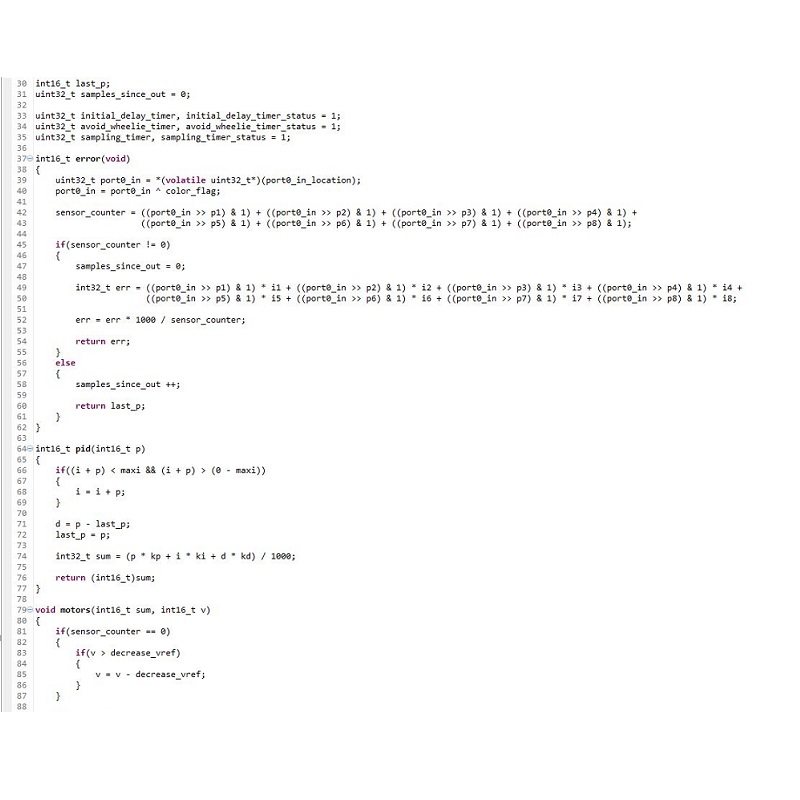 30 int16_t last_p;
31 uint32_t samples_since_out = 0;
32
33 uint32_t initial_delay_timer, initial_delay_timer_status = 1;
34 uint32_t avoid_wheelie_timer, avoid_wheelie_timer_status = 1;
35 uint32_t sampling_timer, sampling_timer_status = 1;
36
37 int16_t error(void)
38 {
39     uint32_t port0_in = *(volatile uint32_t*)(port0_in_location);
40     port0_in = port0_in ^ color_flag;
41
42     sensor_counter = ((port0_in >> p1) & 1) + ((port0_in >> p2) & 1) + ((port0_in >> p3) & 1) + ((port0_in >> p4) & 1) +
43                      ((port0_in >> p5) & 1) + ((port0_in >> p6) & 1) + ((port0_in >> p7) & 1) + ((port0_in >> p8) & 1);
44
45     if(sensor_counter != 0)
46     {
47         samples_since_out = 0;
48
49         int32_t err = ((port0_in >> p1) & 1) * i1 + ((port0_in >> p2) & 1) * i2 + ((port0_in >> p3) & 1) * i3 + ((port0_in >> p4) & 1) * i4 +
50                       ((port0_in >> p5) & 1) * i5 + ((port0_in >> p6) & 1) * i6 + ((port0_in >> p7) & 1) * i7 + ((port0_in >> p8) & 1) * i8;
51
52         err = err * 1000 / sensor_counter;
53
54         return err;
55     }
56     else
57     {
58         samples_since_out ++;
59
60         return last_p;
61     }
62 }
63
64 int16_t pid(int16_t p)
65 {
66     if((i + p) < maxi && (i + p) > (0 - maxi))
67     {
68         i = i + p;
69     }
70
71     d = p - last_p;
72     last_p = p;
73
74     int32_t sum = (p * kp + i * ki + d * kd) / 1000;
75
76     return (int16_t)sum;
77 }
78
79 void motors(int16_t sum, int16_t v)
80 {
81     if(sensor_counter == 0)
82     {
83         if(v > decrease_vref)
84         {
85             v = v - decrease_vref;
86         }
87     }
88